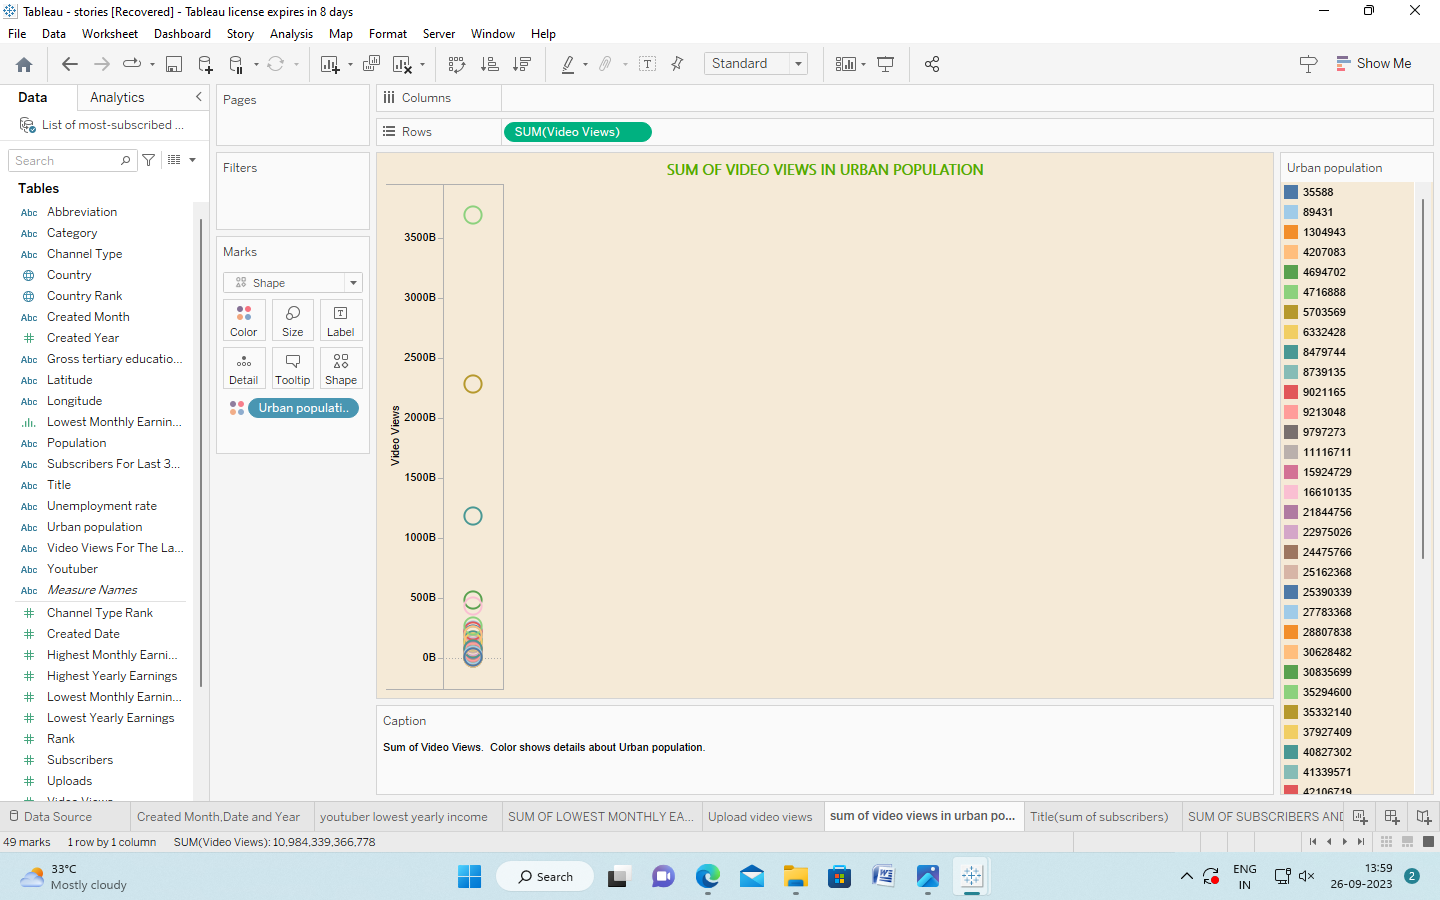 Tableau - stories [Recovered] - Tableau license expires in 8 days
File Data Worksheet Dashboard Story Analysis Map Format Server Window Help
Standard
Show Me
Data Analytics
List of most-subscribed ...
Search
Tables
Abc Abbreviation
Abc Category
Abc Channel Type
Country
Country Rank
Abc Created Month
# Created Year
Abc Gross tertiary educatio...
Abc Latitude
Abc Longitude
Lowest Monthly Earnin...
Abc Population
Abc Subscribers For Last 3...
Abc Title
Abc Unemployment rate
Abc Urban population
Abc Video Views For The La...
Abc Youtuber
Abc Measure Names
# Channel Type Rank
# Created Date
# Highest Monthly Earni...
# Highest Yearly Earnings
# Lowest Monthly Earnin...
# Lowest Yearly Earnings
# Rank
# Subscribers
# Uploads
Pages
Filters
Marks
Shape
Color Size Label
Detail Tooltip Shape
Urban populati..
Columns
Rows
SUM(Video Views)
SUM OF VIDEO VIEWS IN URBAN POPULATION
Video Views
3500B
3000B
2500B
2000B
1500B
1000B
500B
0B
Caption
Sum of Video Views. Color shows details about Urban population.
Urban population
35588
89431
1304943
4207083
4694702
4716888
5703569
6332428
8479744
8739135
9021165
9213048
9797273
11116711
15924729
16610135
21844756
22975026
24475766
25162368
25390339
27783368
28807838
30628482
30835699
35294600
35332140
37927409
40827302
41339571
42106719
Data Source
Created Month,Date and Year
youtuber lowest yearly income
SUM OF LOWEST MONTHLY EA...
Upload video views
sum of video views in urban po...
Title(sum of subscribers)
SUM OF SUBSCRIBERS AND
49 marks 1 row by 1 column SUM(Video Views): 10,984,339,366,778
33°C
Mostly cloudy
Search
ENG
IN
13:59
26-09-2023
2